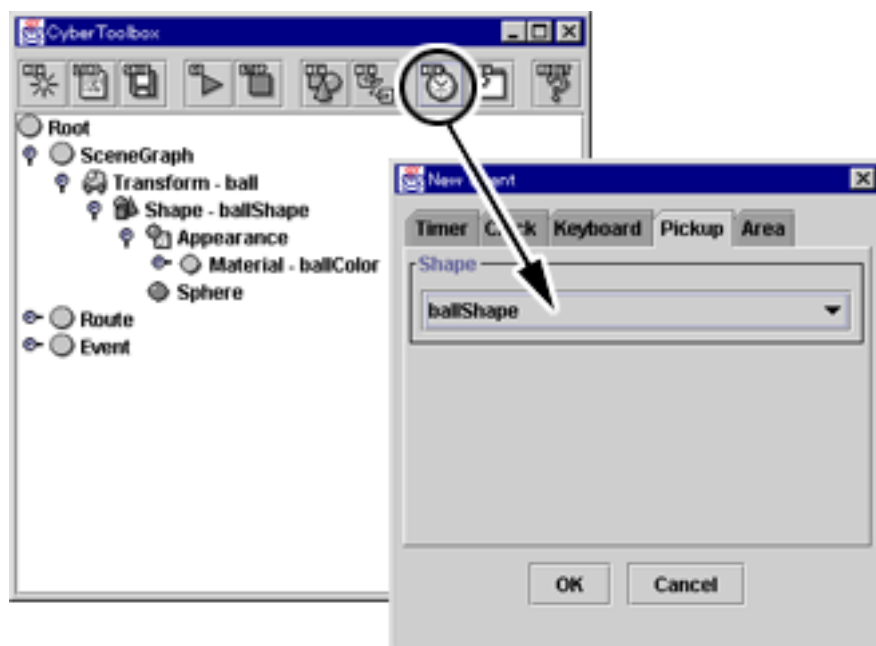 CyberToolbox
Root
SceneGraph
Transform - ball
Shape - ballShape
Appearance
Material - ballColor
Sphere
Route
Event
New
Timer
Keyboard
Pickup
Area
Shape
ballShape
OK
Cancel